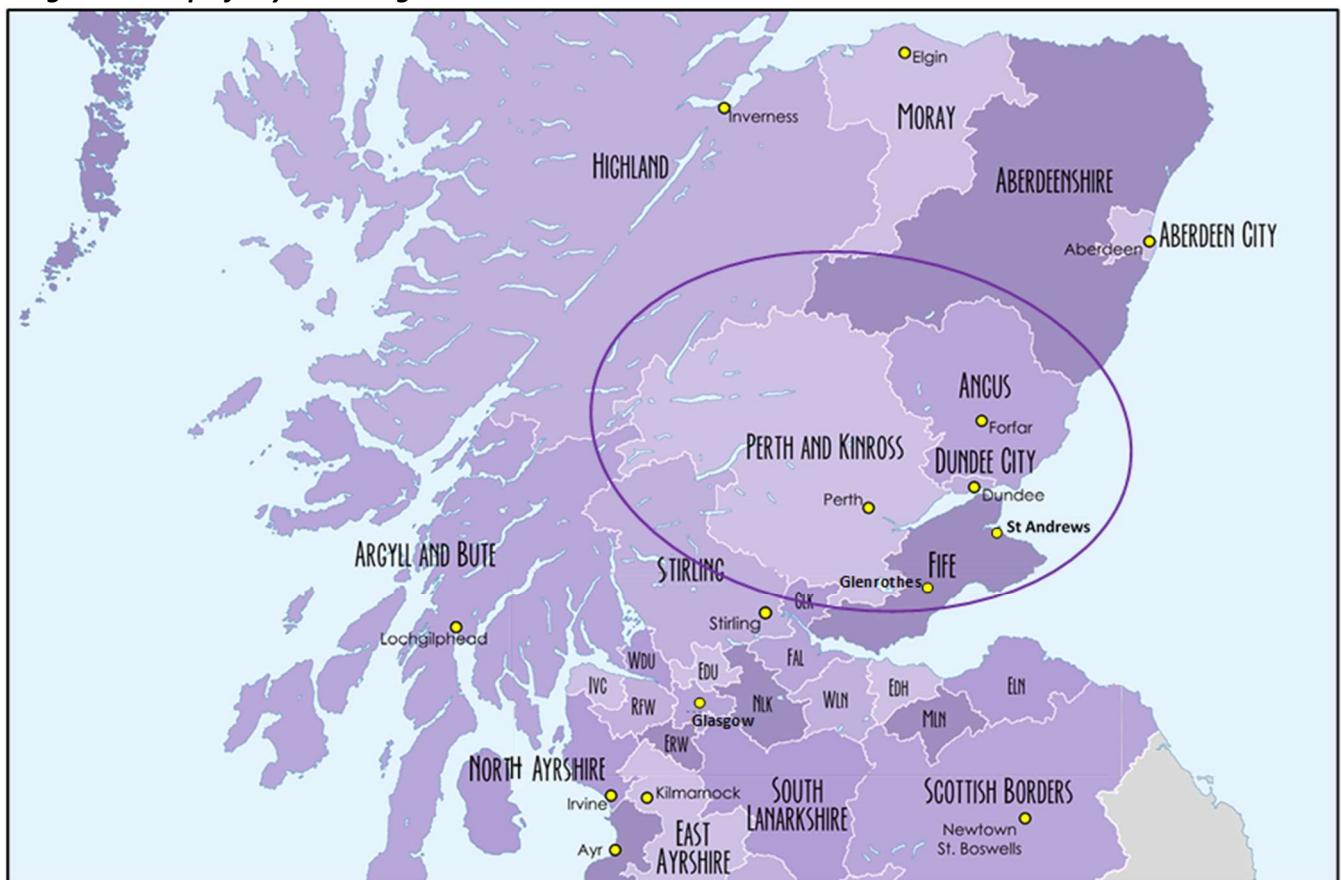 Elgin
MORAY
Inverness
HIGHLAND
ABERDEENSHIRE
Aberdeen
ABERDEEN CITY
ANGUS
Forfar
PERTH AND KINROSS
DUNDEE CITY
Dundee
Perth
St Andrews
ARGYLL AND BUTE
STIRLING
FIFE
Glenrothes
CLK
Stirling
Lochgilphead
WDU
EDU
FAL
IVC
RFW
NLK
WLN
EDH
ELN
MLN
Glasgow
ERW
NORTH AYRSHIRE
Irvine
Kilmarnock
SOUTH
LANARKSHIRE
SCOTTISH BORDERS
Newtown
St. Boswells
EAST
AYRSHIRE
Ayr